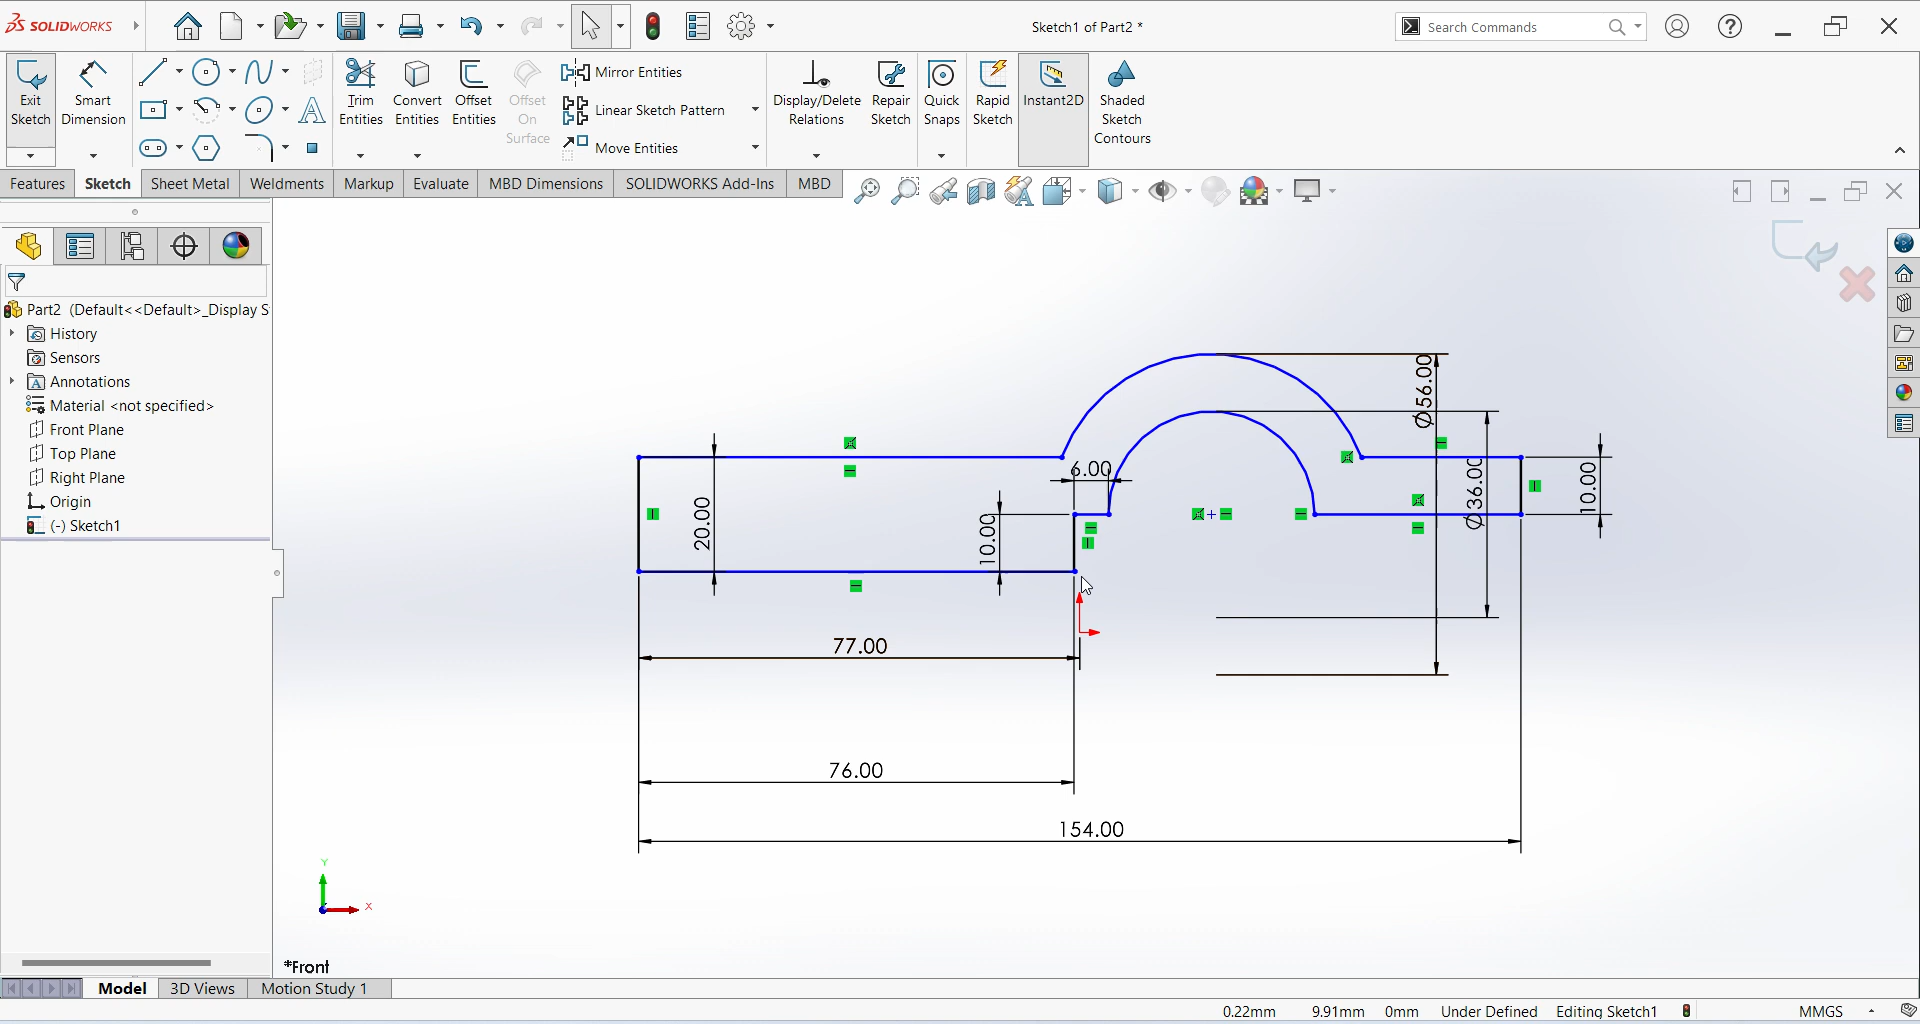 SOLIDWORKS
Sketch1 of Part2 *
Search Commands
Exit Sketch
Smart Dimension
Trim Entities
Convert Entities
Offset Entities
Offset On Surface
Mirror Entities
Linear Sketch Pattern
Move Entities
Display/Delete Relations
Repair Sketch
Quick Snaps
Rapid Sketch
Instant2D
Shaded Sketch Contours
Features
Sketch
Sheet Metal
Weldments
Markup
Evaluate
MBD Dimensions
SOLIDWORKS Add-Ins
MBD
Part2 (Default<<Default>_Display S
History
Sensors
Annotations
Material <not specified>
Front Plane
Top Plane
Right Plane
Origin
(-) Sketch1
20.00
10.00
6.00
Ø56.00
Ø36.00
10.00
77.00
76.00
154.00
Y
X
*Front
Model
3D Views
Motion Study 1
0.22mm
9.91mm
0mm
Under Defined
Editing Sketch1
MMGS